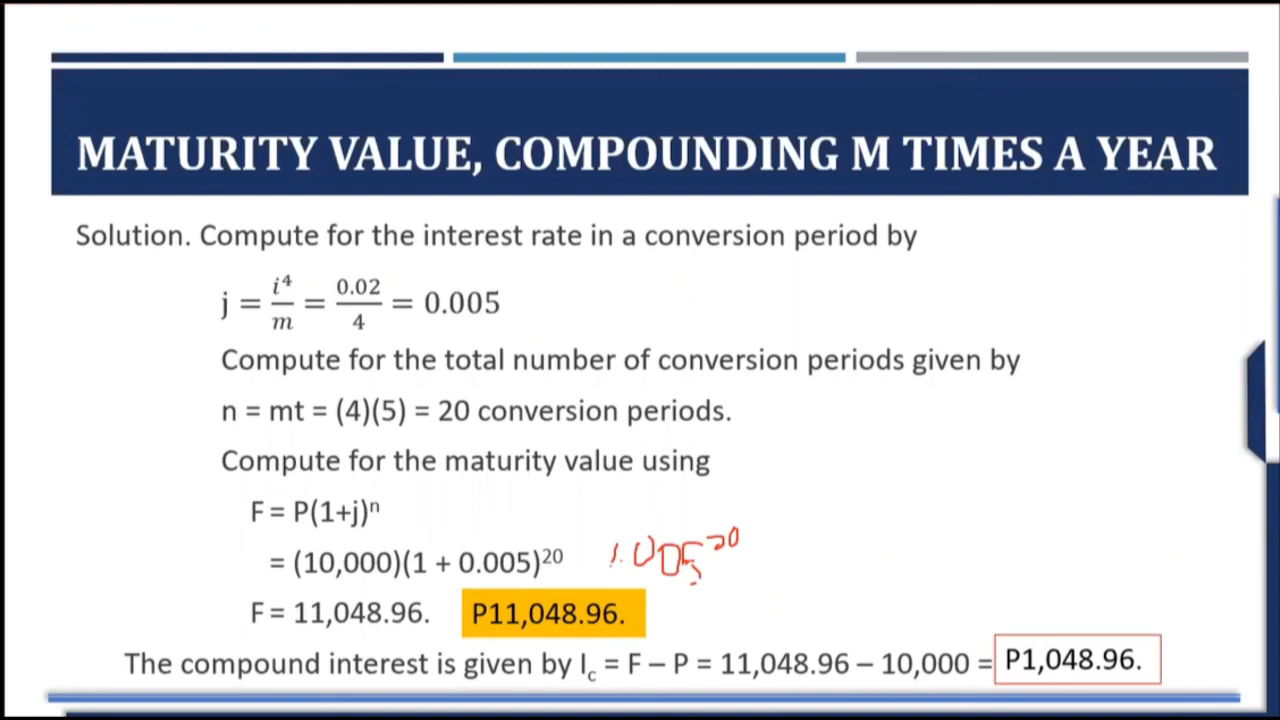 MATURITY VALUE, COMPOUNDING M TIMES A YEAR
Solution. Compute for the interest rate in a conversion period by
j = i⁴/m = 0.02/4 = 0.005
Compute for the total number of conversion periods given by
n = mt = (4)(5) = 20 conversion periods.
Compute for the maturity value using
F = P(1+j)ⁿ
= (10,000)(1 + 0.005)²⁰ 1.005²⁰
F = 11,048.96. P11,048.96.
The compound interest is given by I꜀ = F – P = 11,048.96 – 10,000 = P1,048.96.